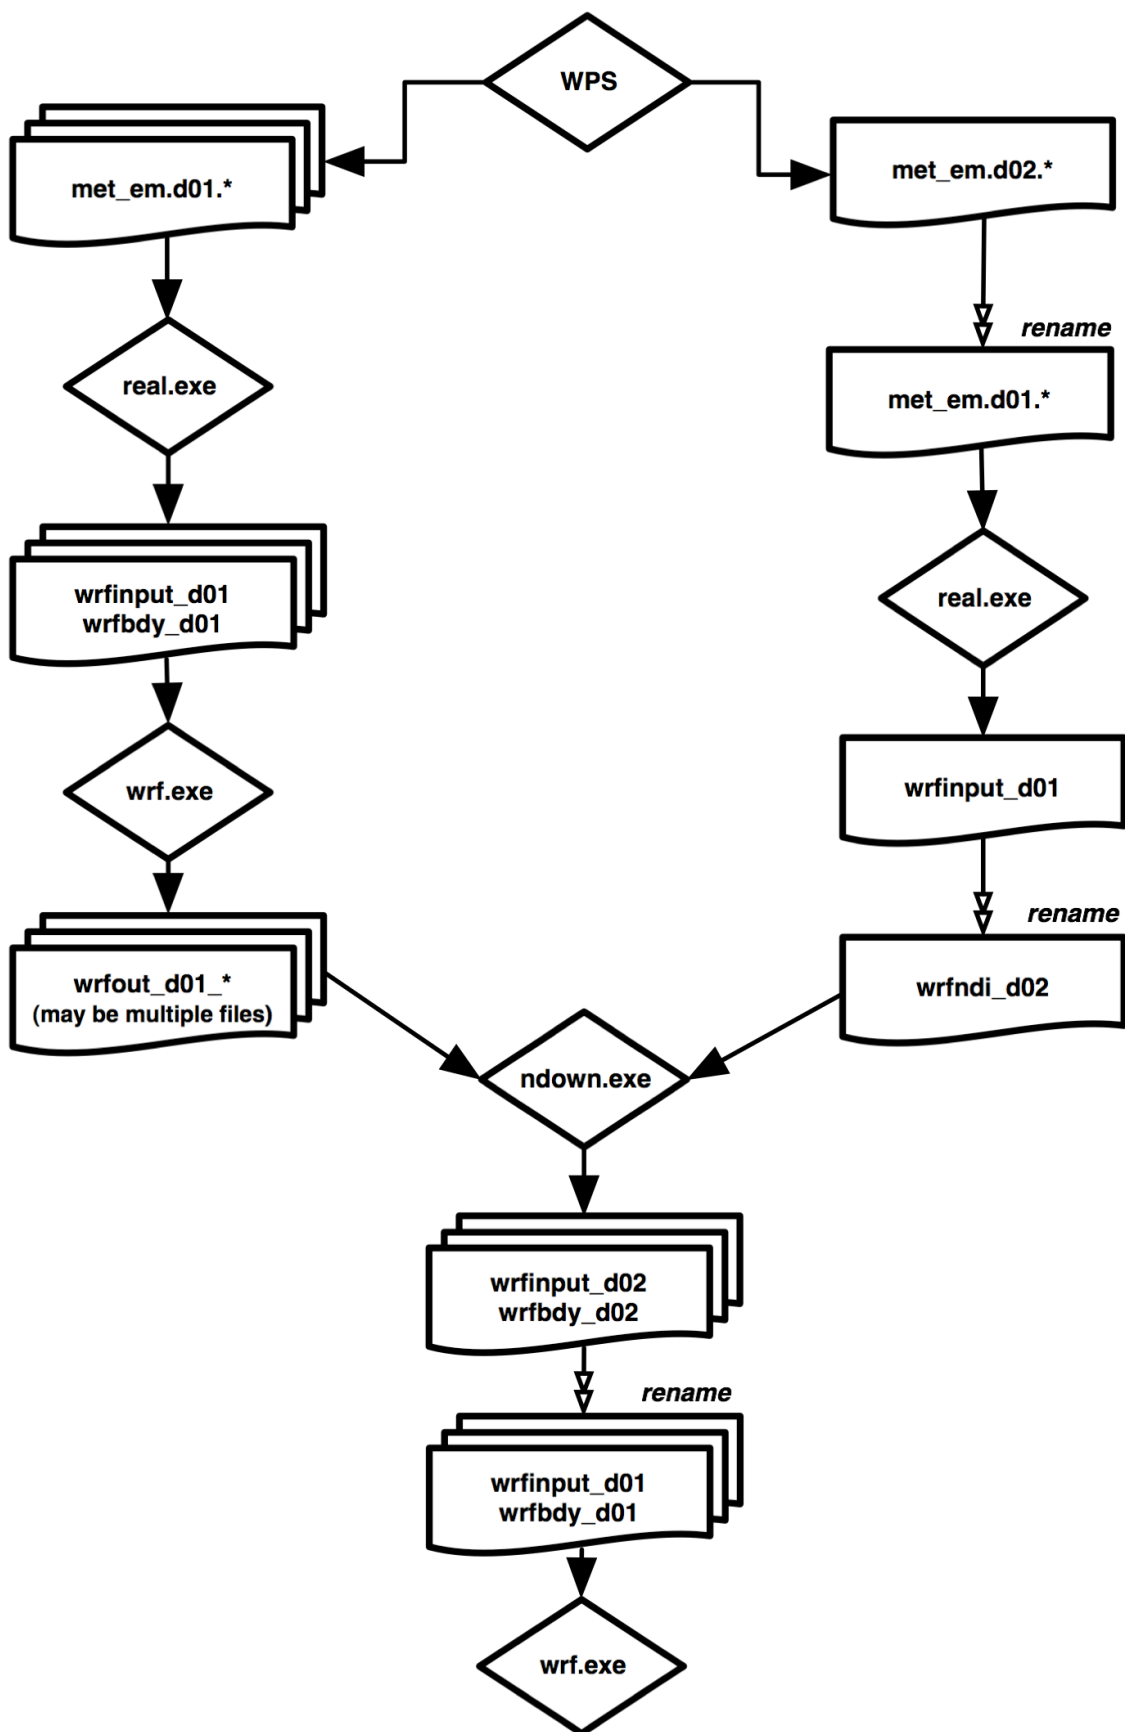 WPS
met_em.d01.*
met_em.d02.*
rename
met_em.d01.*
real.exe
real.exe
wrfinput_d01
wrfbdy_d01
wrf.exe
wrfinput_d01
rename
wrfout_d01_*
(may be multiple files)
wrfndi_d02
ndown.exe
wrfinput_d02
wrfbdy_d02
rename
wrfinput_d01
wrfbdy_d01
wrf.exe